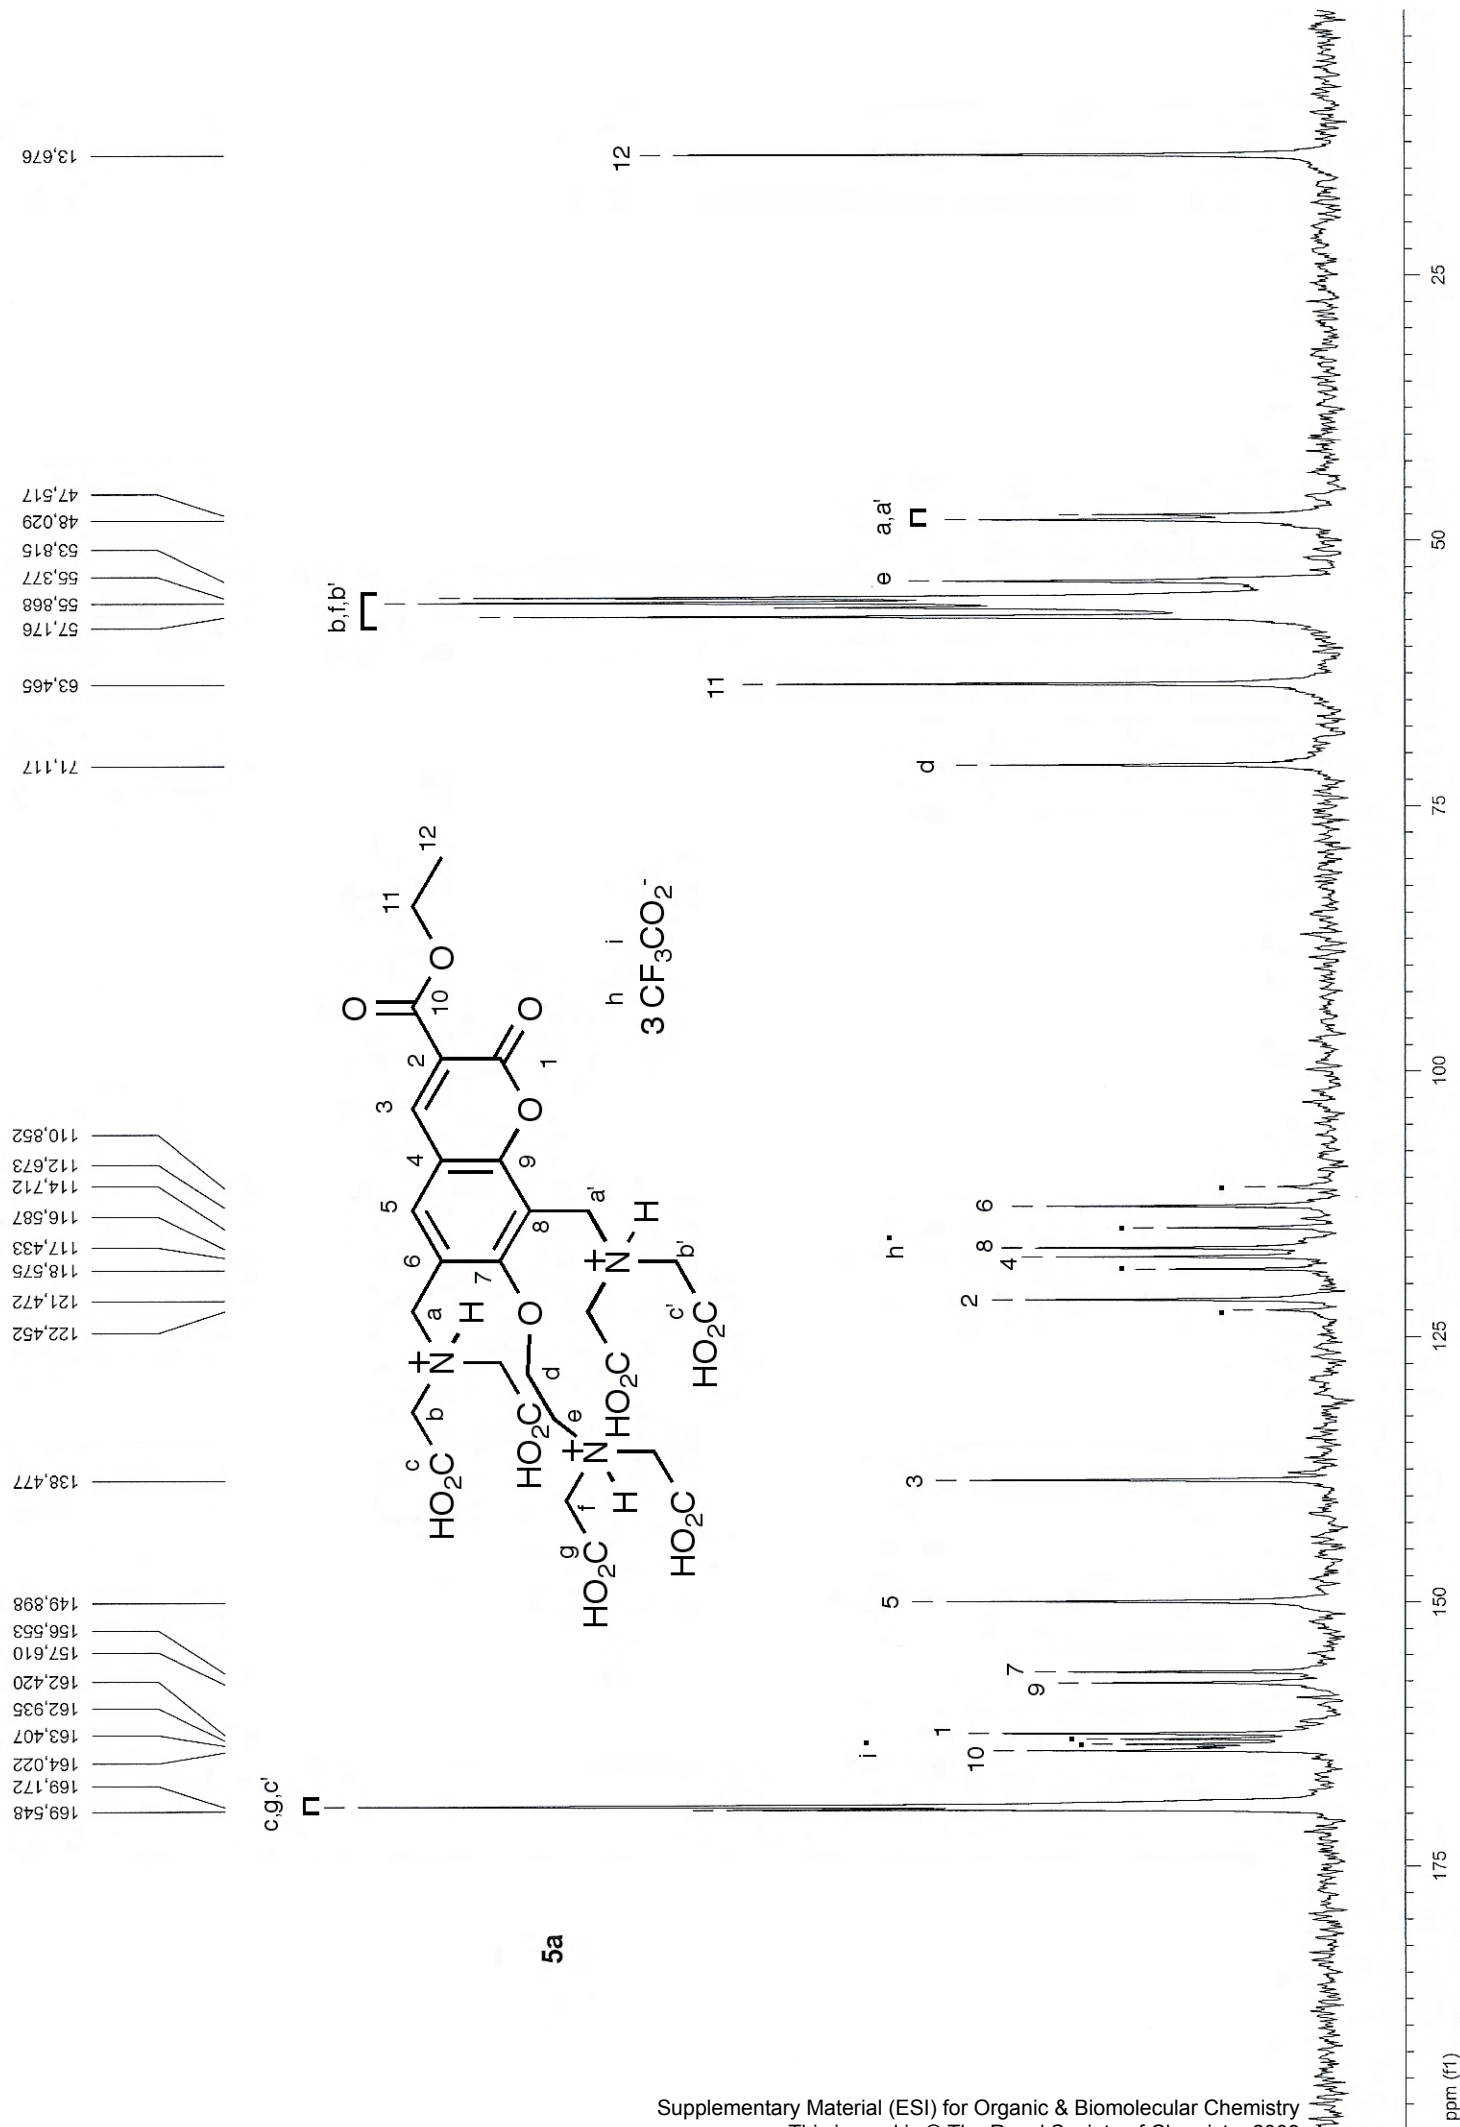 169,548
169,172
164,022
163,407
162,935
162,420
157,610
156,553
149,898
138,477
122,452
121,472
118,575
117,433
116,587
114,712
112,673
110,852
71,117
63,465
57,176
55,868
55,377
53,815
48,029
47,517
13,676
5a
c,g,c'
i
10
1
9
7
5
3
2
h
4
8
6
d
11
b,f,b'
e
a,a'
12
O
10
11
12
O
2
3
1
O
O
4
9
5
6
7
8
a
a'
N
+
H
b
c
HO2C
HO2C
O
d
e
N
+
H
f
g
HO2C
HO2C
N
+
H
b'
c'
HO2C
HO2C
h i
3 CF3CO2-
175
150
125
100
75
50
25
ppm (f1)
Supplementary Material (ESI) for Organic & Biomolecular Chemistry